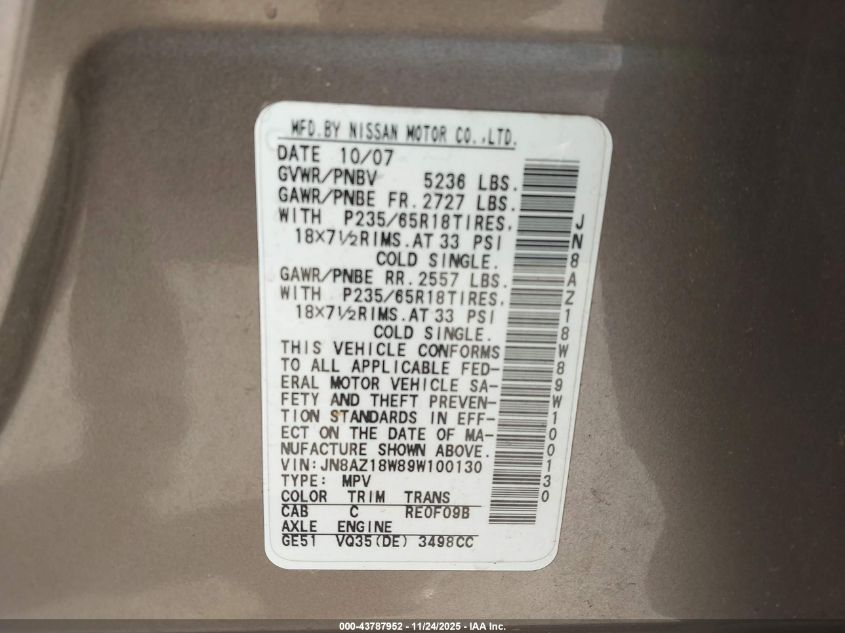 MFD.BY NISSAN MOTOR CO.,LTD.
DATE 10/07
GVWR/PNBV 5236 LBS.
GAWR/PNBE FR. 2727 LBS.
WITH P235/65R18TIRES,
18×7½RIMS.AT 33 PSI
COLD SINGLE.
GAWR/PNBE RR. 2557 LBS.
WITH P235/65R18TIRES,
18×7½RIMS.AT 33 PSI
COLD SINGLE.
THIS VEHICLE CONFORMS
TO ALL APPLICABLE FED-
ERAL MOTOR VEHICLE SA-
FETY AND THEFT PREVEN-
TION STANDARDS IN EFF-
ECT ON THE DATE OF MA-
NUFACTURE SHOWN ABOVE.
VIN:JN8AZ18W89W100130
TYPE: MPV
COLOR TRIM TRANS
CAB C RE0F09B
AXLE ENGINE
GE51 VQ35(DE) 3498CC
JN8AZ18W89W100130
000-43787952 - 11/24/2025 - IAA Inc.